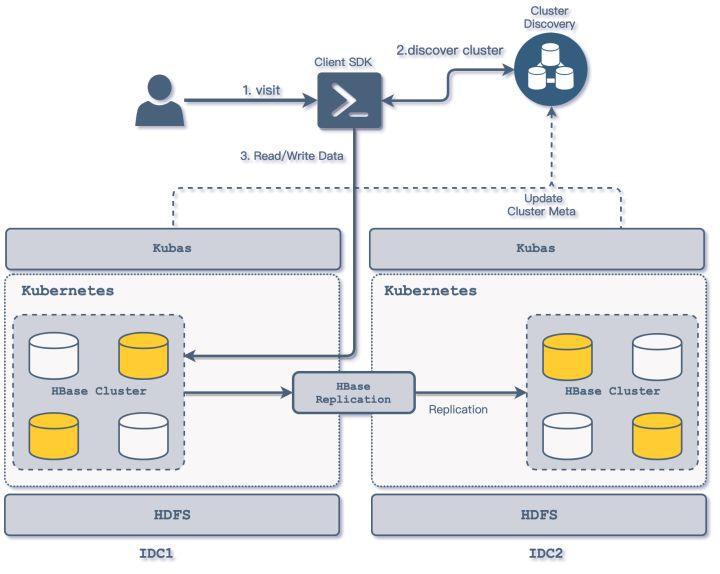 Cluster
Discovery
Client SDK
2.discover cluster
1. visit
3. Read/Write Data
Update
Cluster Meta
Kubas
Kubas
Kubernetes
Kubernetes
HBase Cluster
HBase
Replication
Replication
HBase Cluster
HDFS
HDFS
IDC1
IDC2